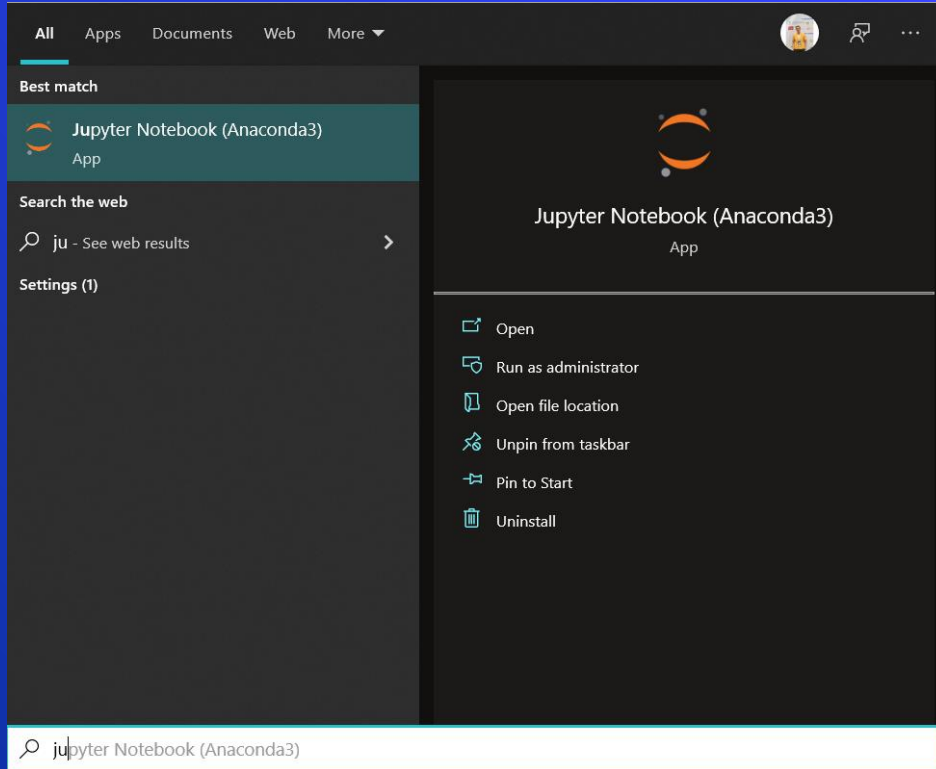 All Apps Documents Web More
Best match
Jupyter Notebook (Anaconda3)
App
Search the web
ju - See web results
Settings (1)
Jupyter Notebook (Anaconda3)
App
Open
Run as administrator
Open file location
Unpin from taskbar
Pin to Start
Uninstall
jupyter Notebook (Anaconda3)